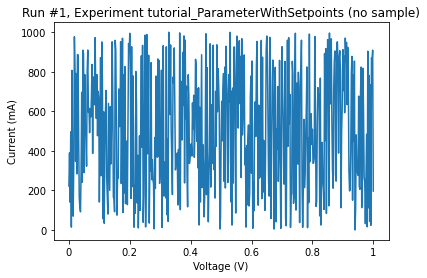 Run #1, Experiment tutorial_ParameterWithSetpoints (no sample)
1000
800
600
400
200
0
Current (mA)
0 0.2 0.4 0.6 0.8 1
Voltage (V)